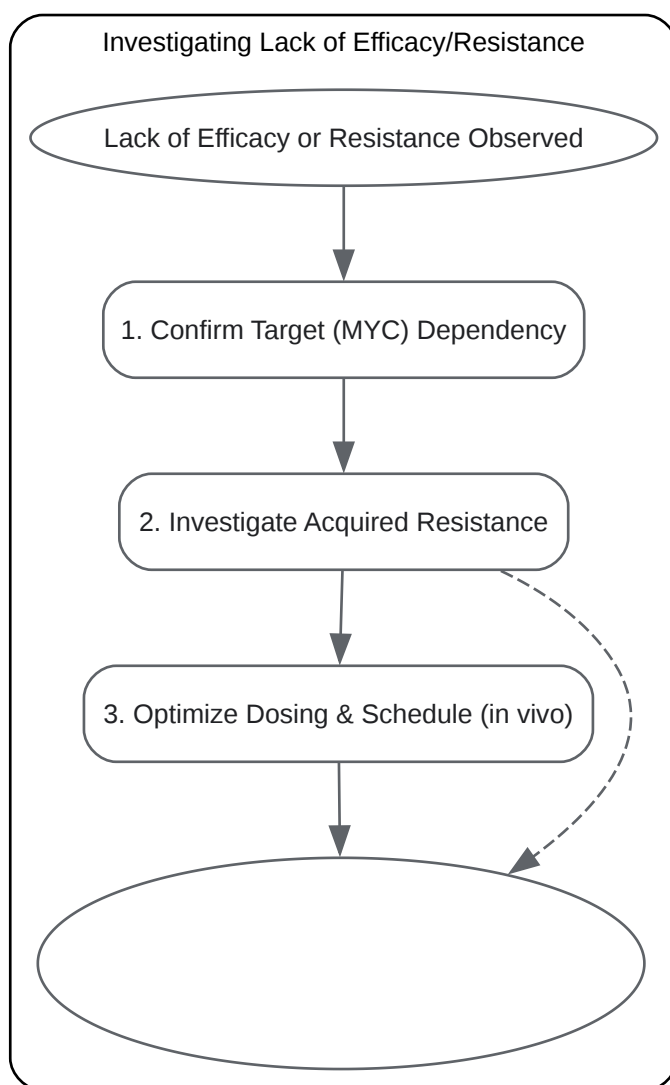 Investigating Lack of Efficacy/Resistance
Lack of Efficacy or Resistance Observed
1. Confirm Target (MYC) Dependency
2. Investigate Acquired Resistance
3. Optimize Dosing & Schedule (in vivo)